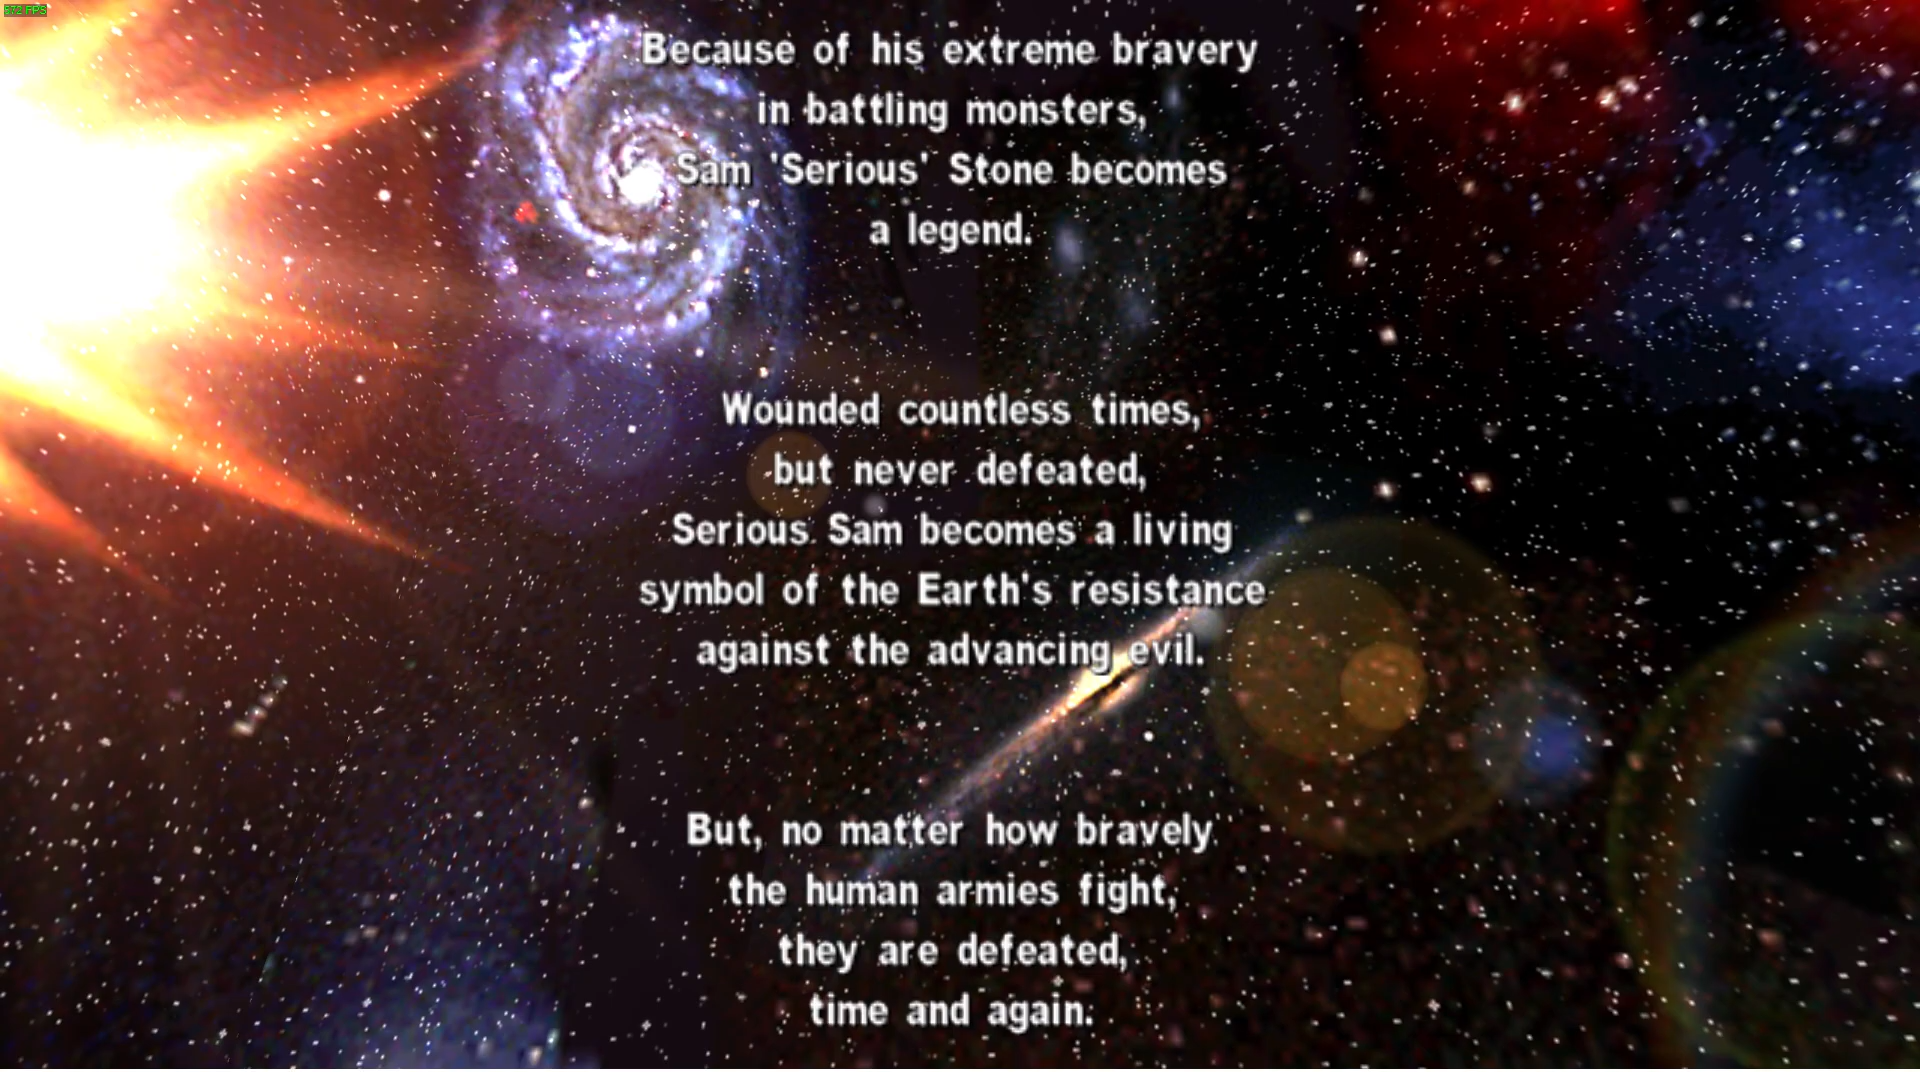 572 FPS
Because of his extreme bravery
in battling monsters,
Sam 'Serious' Stone becomes
a legend.
Wounded countless times,
but never defeated,
Serious Sam becomes a living
symbol of the Earth's resistance
against the advancing evil.
But, no matter how bravely
the human armies fight,
they are defeated,
time and again.